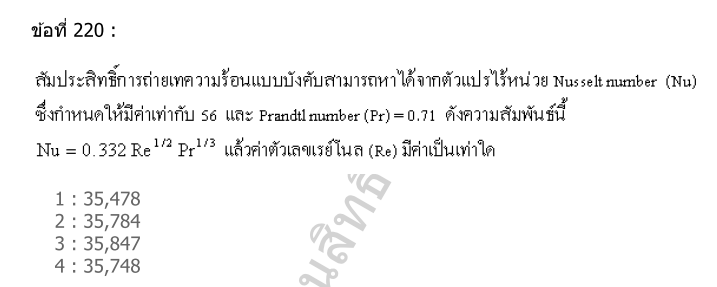 ข้อที่ 220 :
สัมประสิทธิ์การถ่ายเทความร้อนแบบบังคับสามารถหาได้จากตัวแปรไร้หน่วย Nusselt number (Nu)
ซึ่งกำหนดให้มีค่าเท่ากับ 56 และ Prandtl number (Pr) = 0.71 ดังความสัมพันธ์นี้
Nu = 0.332 Re^1/2 Pr^1/3 แล้วค่าตัวเลขเรย์โนล (Re) มีค่าเป็นเท่าใด
1 : 35,478
2 : 35,784
3 : 35,847
4 : 35,748